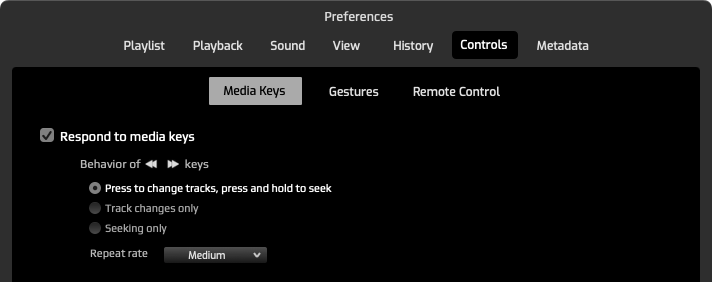 Preferences
Playlist Playback Sound View History Controls Metadata
Media Keys Gestures Remote Control
Respond to media keys
Behavior of keys
Press to change tracks, press and hold to seek
Track changes only
Seeking only
Repeat rate Medium